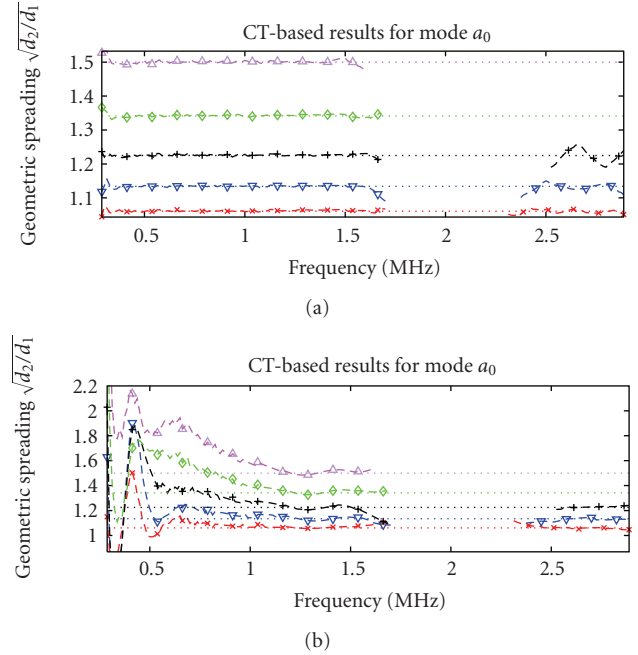 CT-based results for mode a₀
Geometric spreading √d₂/d₁
1.5
1.4
1.3
1.2
1.1
0.5 1 1.5 2 2.5
Frequency (MHz)
(a)
CT-based results for mode a₀
Geometric spreading √d₂/d₁
2.2
2
1.8
1.6
1.4
1.2
1
0.5 1 1.5 2 2.5
Frequency (MHz)
(b)